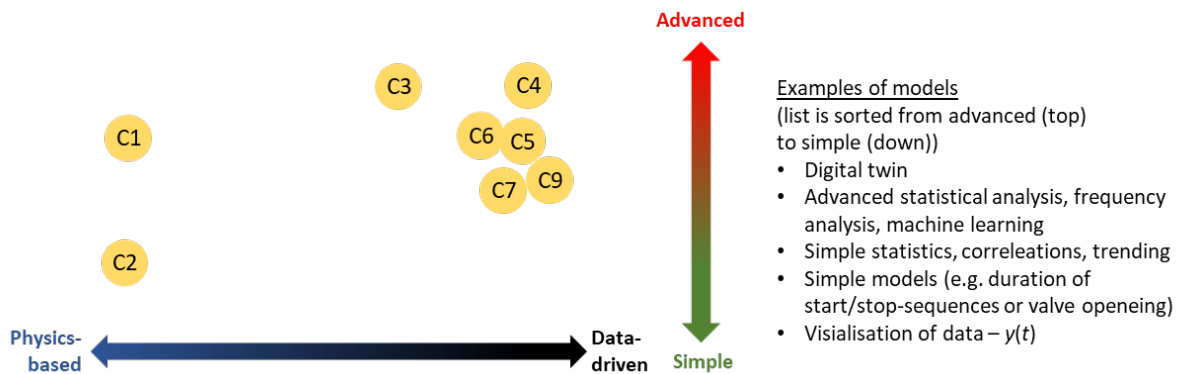 Advanced
C3
C4
C1
C6
C5
C7
C9
C2
Physics-
based
Data-
driven
Simple
Examples of models
(list is sorted from advanced (top)
to simple (down))
• Digital twin
• Advanced statistical analysis, frequency
analysis, machine learning
• Simple statistics, correleations, trending
• Simple models (e.g. duration of
start/stop-sequences or valve openeing)
• Visialisation of data – y(t)